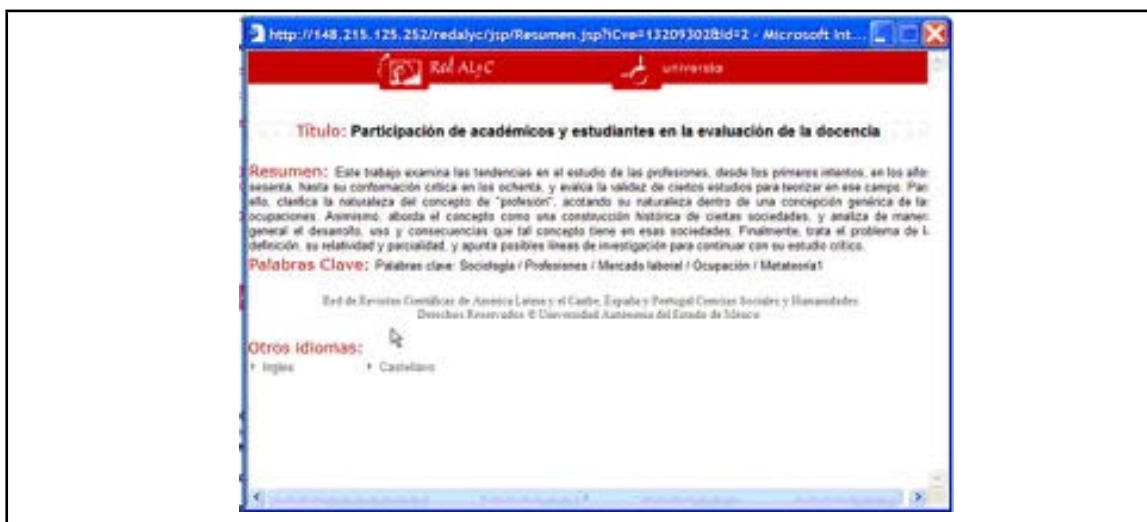 http://148.215.125.252/redalyc/jsp/Resumen.jsp?iCve=13209302&id=2 - Microsoft Int....
Red ALyC universia
Título: Participación de académicos y estudiantes en la evaluación de la docencia
Resumen: Este trabajo examina las tendencias en el estudio de las profesiones, desde los primeros intentos, en los años
sesenta, hasta su conformación crítica en los ochenta, y evalúa la validez de ciertos estudios para teorizar en ese campo. Par
ello, clarifica la naturaleza del concepto de "profesión", acotando su naturaleza dentro de una concepción genérica de las
ocupaciones. Asimismo, aborda el concepto como una construcción histórica de ciertas sociedades, y analiza de maner
general el desarrollo, uso y consecuencias que tal concepto tiene en esas sociedades. Finalmente, trata el problema de l
definición, su relatividad y parcialidad, y apunta posibles líneas de investigación para continuar con su estudio crítico.
Palabras Clave: Palabras clave: Sociología / Profesiones / Mercado laboral / Ocupación / Metateoría1
Red de Revistas Científicas de América Latina y el Caribe, España y Portugal Ciencias Sociales y Humanidades
Derechos Reservados © Universidad Autónoma del Estado de México
Otros Idiomas:
Ingles Castellano